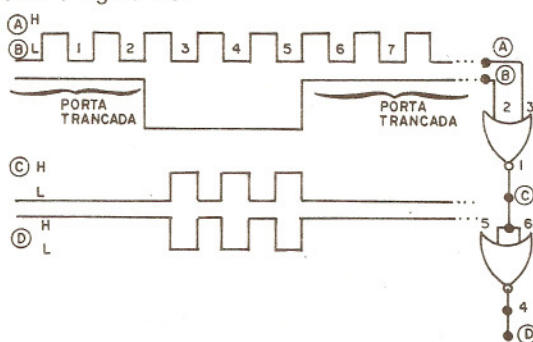 A H
B L 1 2 3 4 5 6 7 A
B
PORTA TRANCADA
PORTA TRANCADA
2 3
1
C H
L
C
H
D L
5 6
4
D